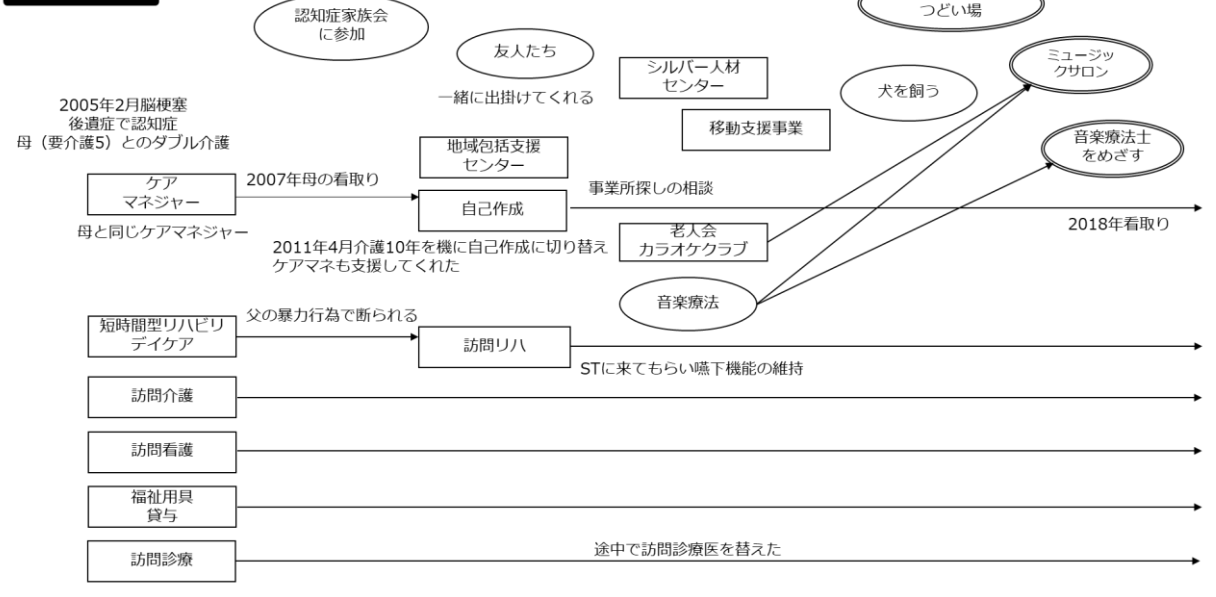 つどい場
認知症家族会
に参加
友人たち
一緒に出掛けてくれる
シルバー人材
センター
犬を飼う
ミュージッ
クサロン
2005年2月脳梗塞
後遺症で認知症
母（要介護5）とのダブル介護
移動支援事業
音楽療法士
をめざす
地域包括支援
センター
ケア
マネジャー
2007年母の看取り
自己作成
事業所探しの相談
2018年看取り
母と同じケアマネジャー
2011年4月介護10年を機に自己作成に切り替え
ケアマネも支援してくれた
老人会
カラオケクラブ
音楽療法
短時間型リハビリ
デイケア
父の暴力行為で断られる
訪問リハ
STに来てもらい嚥下機能の維持
訪問介護
訪問看護
福祉用具
貸与
訪問診療
途中で訪問診療医を替えた